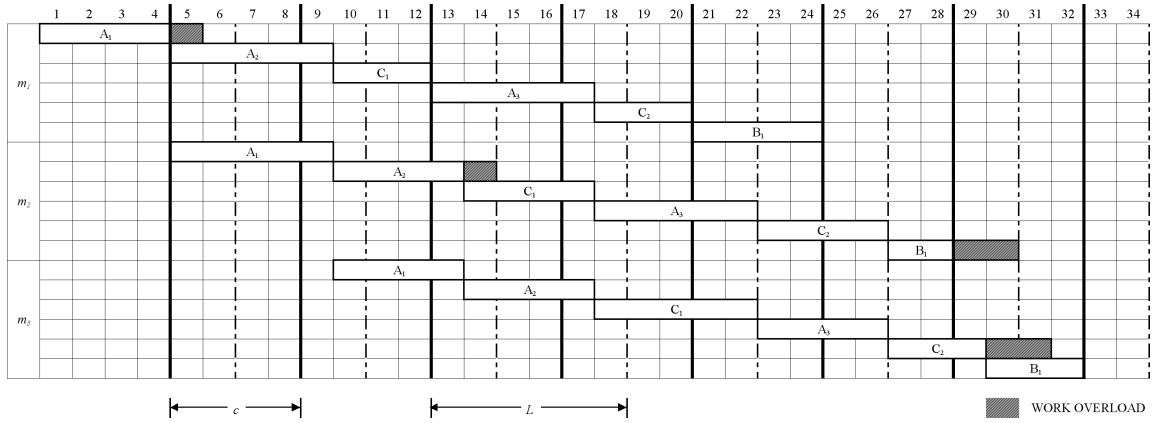 1 2 3 4 5 6 7 8 9 10 11 12 13 14 15 16 17 18 19 20 21 22 23 24 25 26 27 28 29 30 31 32 33 34
A₁
A₂
C₁
m₁
A₃
C₂
B₁
A₁
A₂
C₁
m₂
A₃
C₂
B₁
A₁
A₂
C₁
m₃
A₃
C₂
B₁
c
L
WORK OVERLOAD